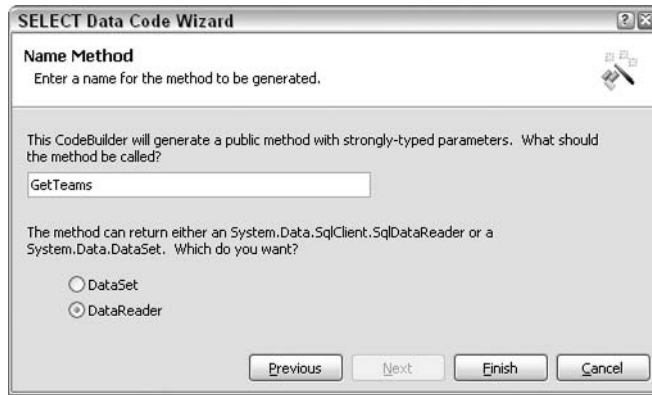 SELECT Data Code Wizard
Name Method
Enter a name for the method to be generated.
This CodeBuilder will generate a public method with strongly-typed parameters. What should
the method be called?
GetTeams
The method can return either an System.Data.SqlClient.SqlDataReader or a
System.Data.DataSet. Which do you want?
DataSet
DataReader
Previous
Next
Finish
Cancel